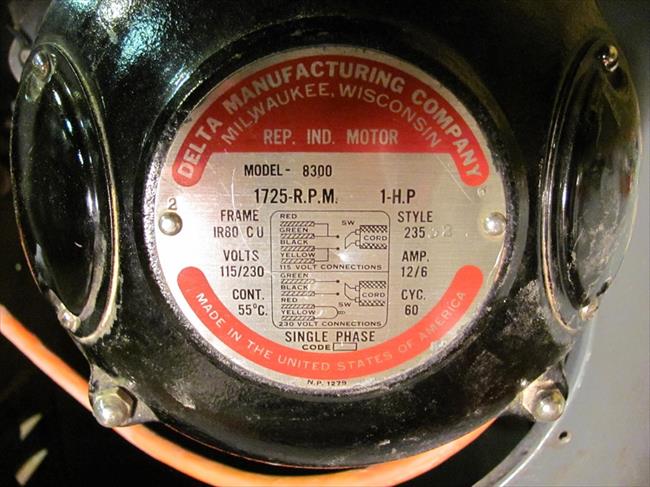 DELTA MANUFACTURING COMPANY
MILWAUKEE, WISCONSIN
REP. IND. MOTOR
MODEL- 8300
1725-R.P.M. 1-H.P
2
FRAME
IR80 CU
VOLTS
115/230
CONT.
55°C.
RED
GREEN
BLACK
YELLOW
SW
CORD
115 VOLT CONNECTIONS
GREEN
BLACK
RED
YELLOW
SW
CORD
230 VOLT CONNECTIONS
STYLE
235
AMP.
12/6
CYC.
60
SINGLE PHASE
CODE
MADE IN THE UNITED STATES OF AMERICA
N.P. 1279